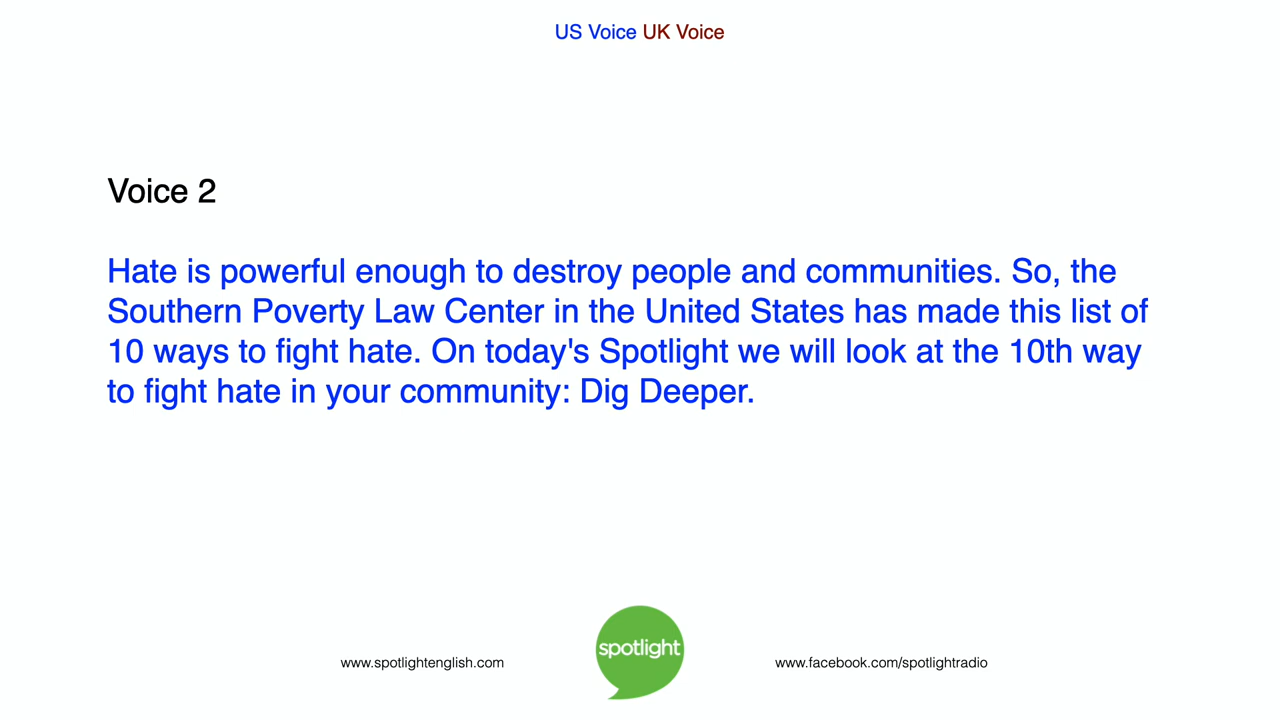 US Voice UK Voice
Voice 2
Hate is powerful enough to destroy people and communities. So, the
Southern Poverty Law Center in the United States has made this list of
10 ways to fight hate. On today's Spotlight we will look at the 10th way
to fight hate in your community: Dig Deeper.
www.spotlightenglish.com
spotlight
www.facebook.com/spotlightradio